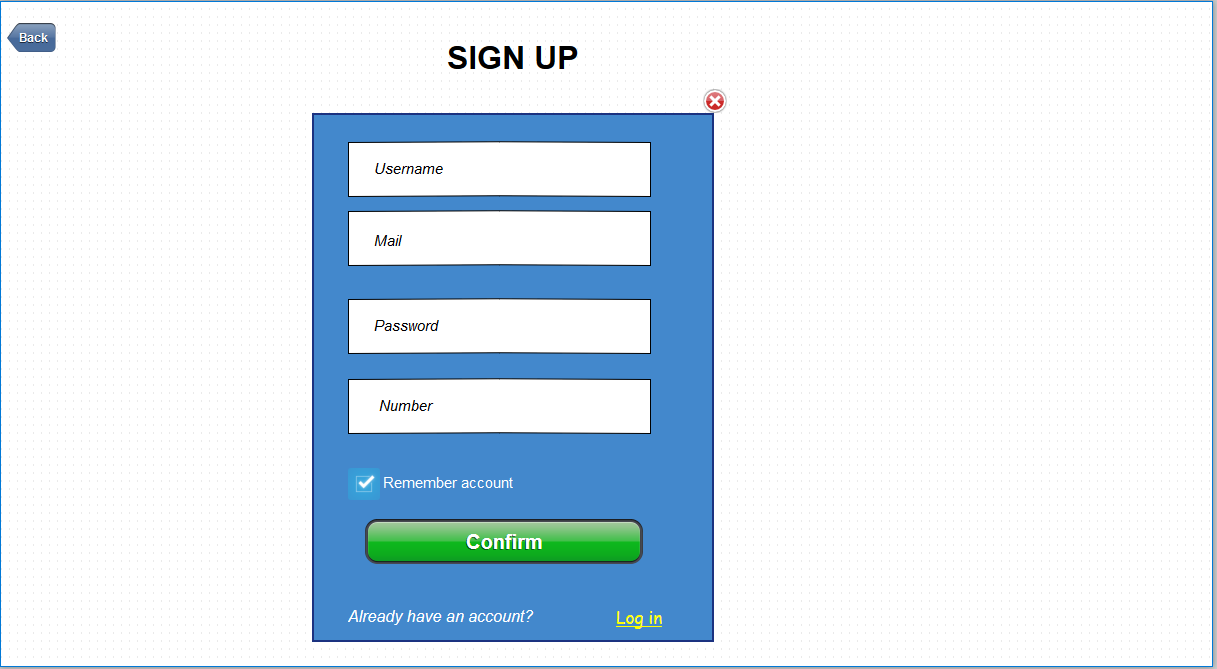 Back
SIGN UP
Username
Mail
Password
Number
Remember account
Confirm
Already have an account? Log in